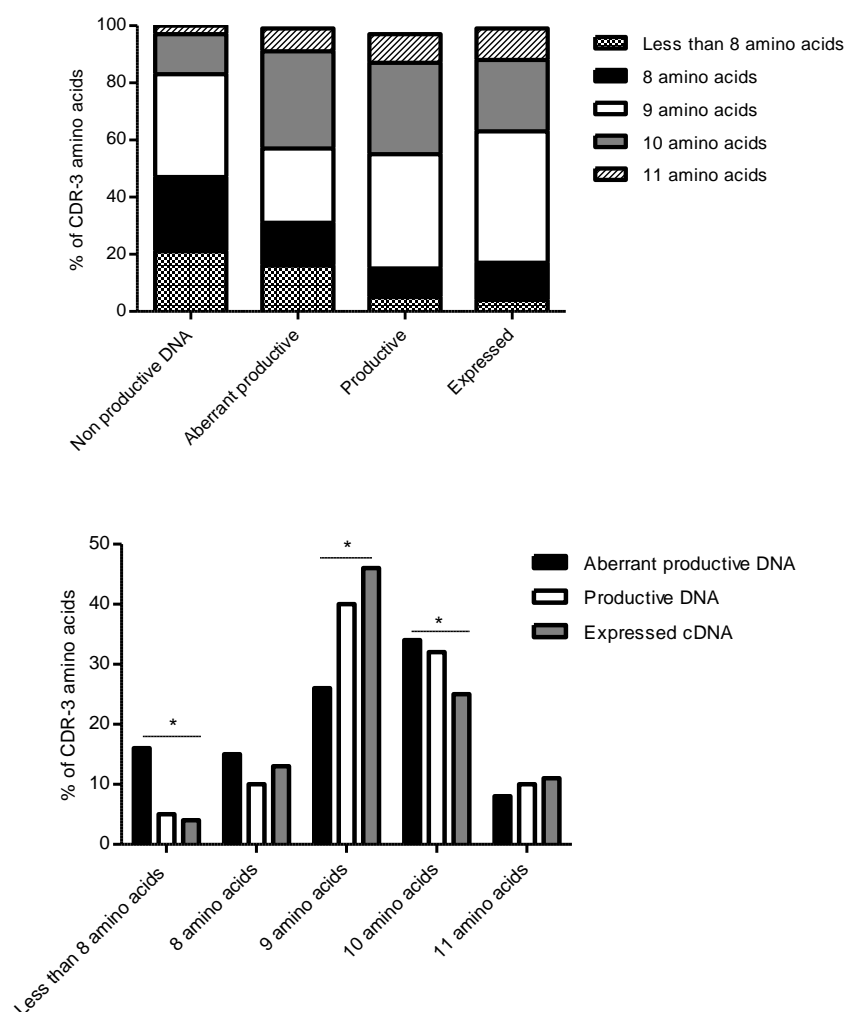 % of CDR-3 amino acids
100
80
60
40
20
0
Non productive DNA
Aberrant productive
Productive
Expressed
Less than 8 amino acids
8 amino acids
9 amino acids
10 amino acids
11 amino acids
% of CDR-3 amino acids
50
40
30
20
10
0
*
*
*
Less than 8 amino acids
8 amino acids
9 amino acids
10 amino acids
11 amino acids
Aberrant productive DNA
Productive DNA
Expressed cDNA